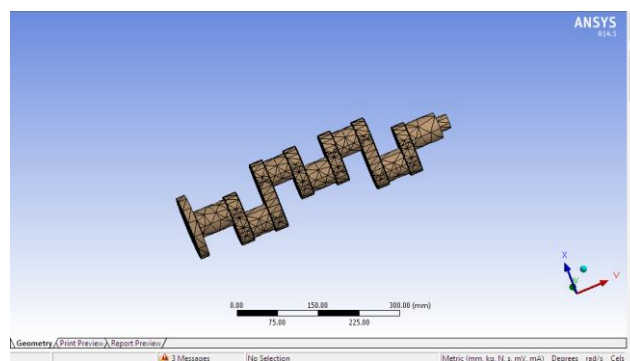 ANSYS
R14.5
X
Y
0.00 150.00 300.00 (mm)
75.00 225.00
Geometry Print Preview Report Preview
3 Messages No Selection Metric (mm, kg, N, s, mV, mA) Degrees rad/s Cels